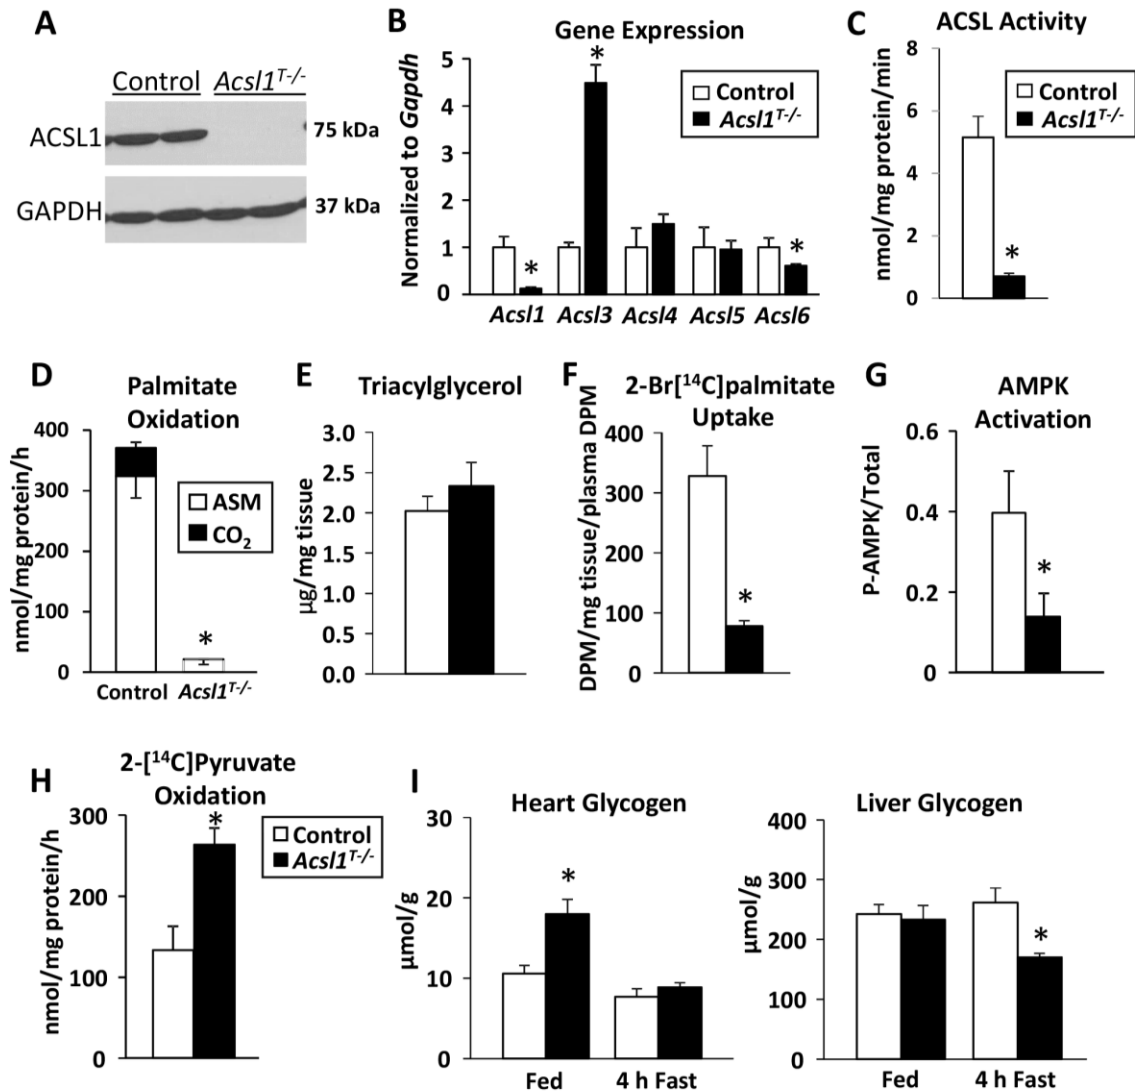 A
Control Acsl1T-/-
ACSL1
75 kDa
GAPDH
37 kDa
B
Gene Expression
Normalized to Gapdh
5
4
3
2
1
0
*
*
*
Control
Acsl1T-/-
Acsl1 Acsl3 Acsl4 Acsl5 Acsl6
C
ACSL Activity
nmol/mg protein/min
8
6
4
2
0
*
Control
Acsl1T-/-
D
Palmitate
Oxidation
nmol/mg protein/h
400
300
200
100
0
*
ASM
CO2
Control Acsl1T-/-
E
Triacylglycerol
µg/mg tissue
3.0
2.5
2.0
1.5
1.0
0.5
0.0
F
2-Br[14C]palmitate
Uptake
DPM/mg tissue/plasma DPM
400
300
200
100
0
*
G
AMPK
Activation
P-AMPK/Total
0.6
0.4
0.2
0
*
H
2-[14C]Pyruvate
Oxidation
nmol/mg protein/h
300
200
100
0
*
Control
Acsl1T-/-
I
Heart Glycogen
µmol/g
30
20
10
0
*
Fed 4 h Fast
Liver Glycogen
µmol/g
400
300
200
100
0
*
Fed 4 h Fast